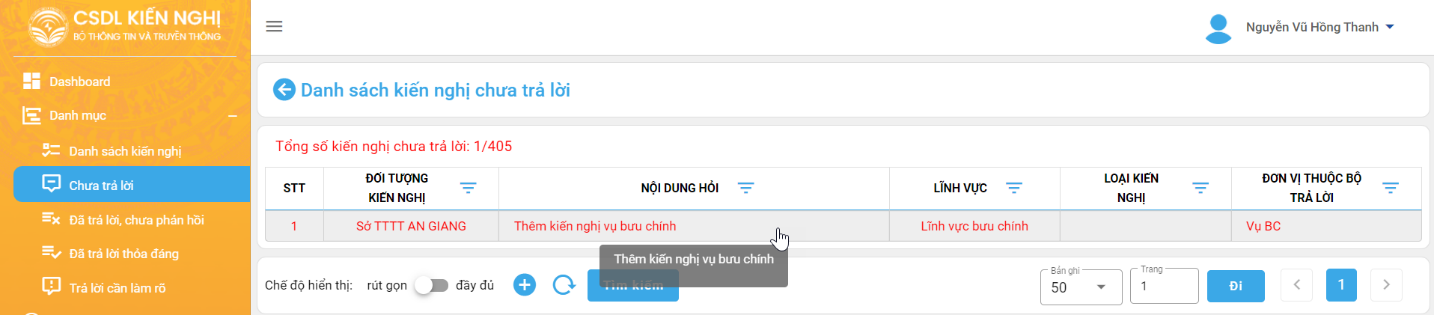 CSDL KIẾN NGHỊ
BỘ THÔNG TIN VÀ TRUYỀN THÔNG
Nguyễn Vũ Hồng Thanh
Dashboard
Danh mục
Danh sách kiến nghị
Chưa trả lời
Đã trả lời, chưa phản hồi
Đã trả lời thỏa đáng
Trả lời cần làm rõ
Danh sách kiến nghị chưa trả lời
Tổng số kiến nghị chưa trả lời: 1/405
STT
ĐỐI TƯỢNG
KIẾN NGHỊ
NỘI DUNG HỎI
LĨNH VỰC
LOẠI KIẾN
NGHỊ
ĐƠN VỊ THUỘC BỘ
TRẢ LỜI
1
Sở TTTT AN GIANG
Thêm kiến nghị vụ bưu chính
Lĩnh vực bưu chính
Vụ BC
Thêm kiến nghị vụ bưu chính
Chế độ hiển thị:
rút gọn
đầy đủ
Tìm kiếm
Bản ghi
50
Trang
1
Đi
1